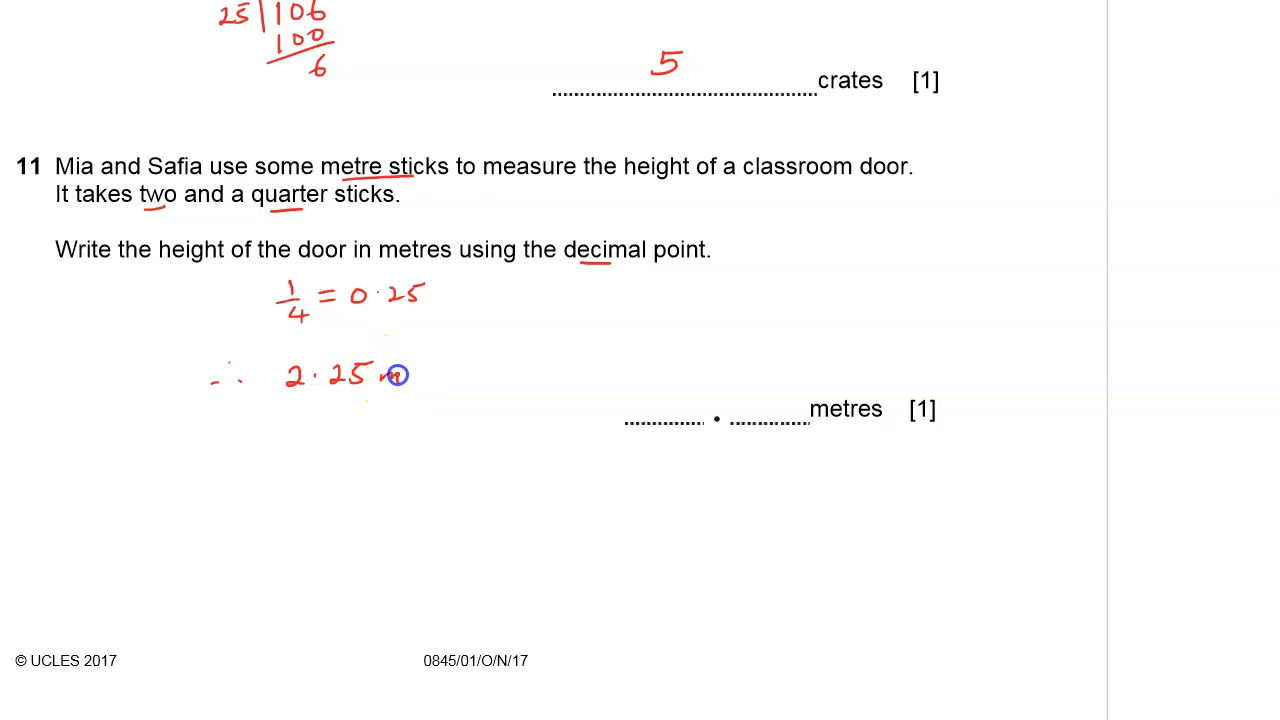 25 | 106
100
6
5
.................................................crates [1]
11 Mia and Safia use some metre sticks to measure the height of a classroom door.
It takes two and a quarter sticks.
Write the height of the door in metres using the decimal point.
1/4 = 0.25
∴ 2.25 m
............... . ...............metres [1]
© UCLES 2017 0845/01/O/N/17